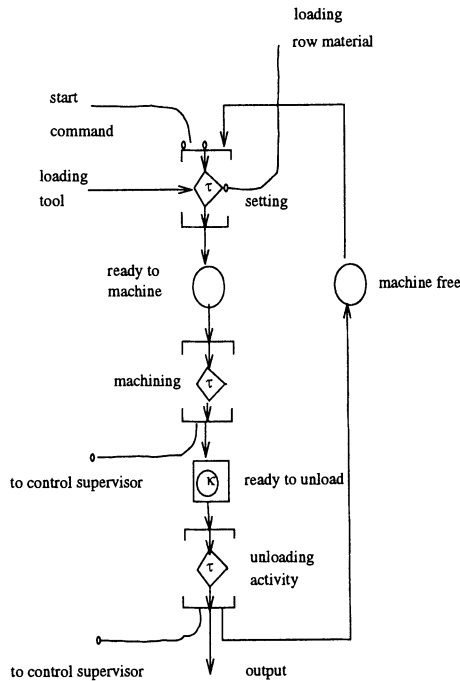 loading
row material
start
command
loading
tool
τ
setting
ready to
machine
machine free
machining
τ
to control supervisor
κ
ready to unload
τ
unloading
activity
to control supervisor
output